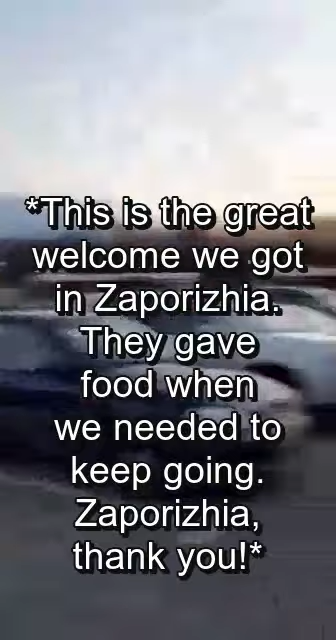 *This is the great
welcome we got
in Zaporizhia.
They gave
food when
we needed to
keep going.
Zaporizhia,
thank you!*